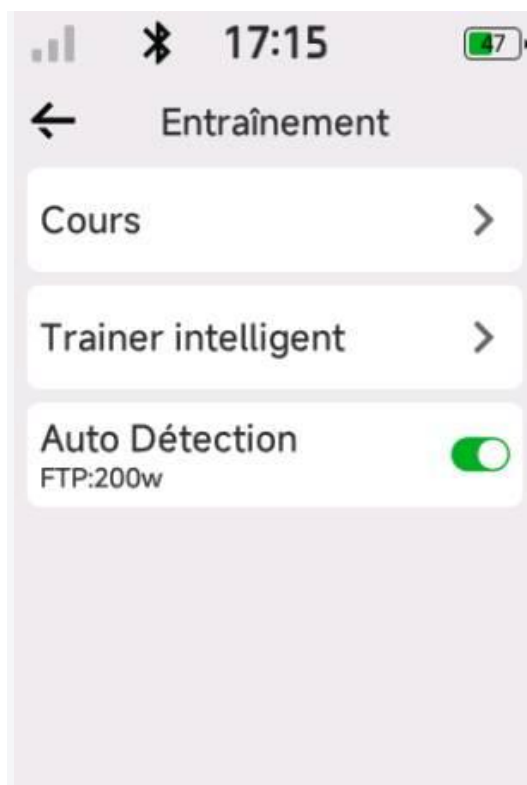 17:15
47
Entraînement
Cours
Trainer intelligent
Auto Détection
FTP:200w